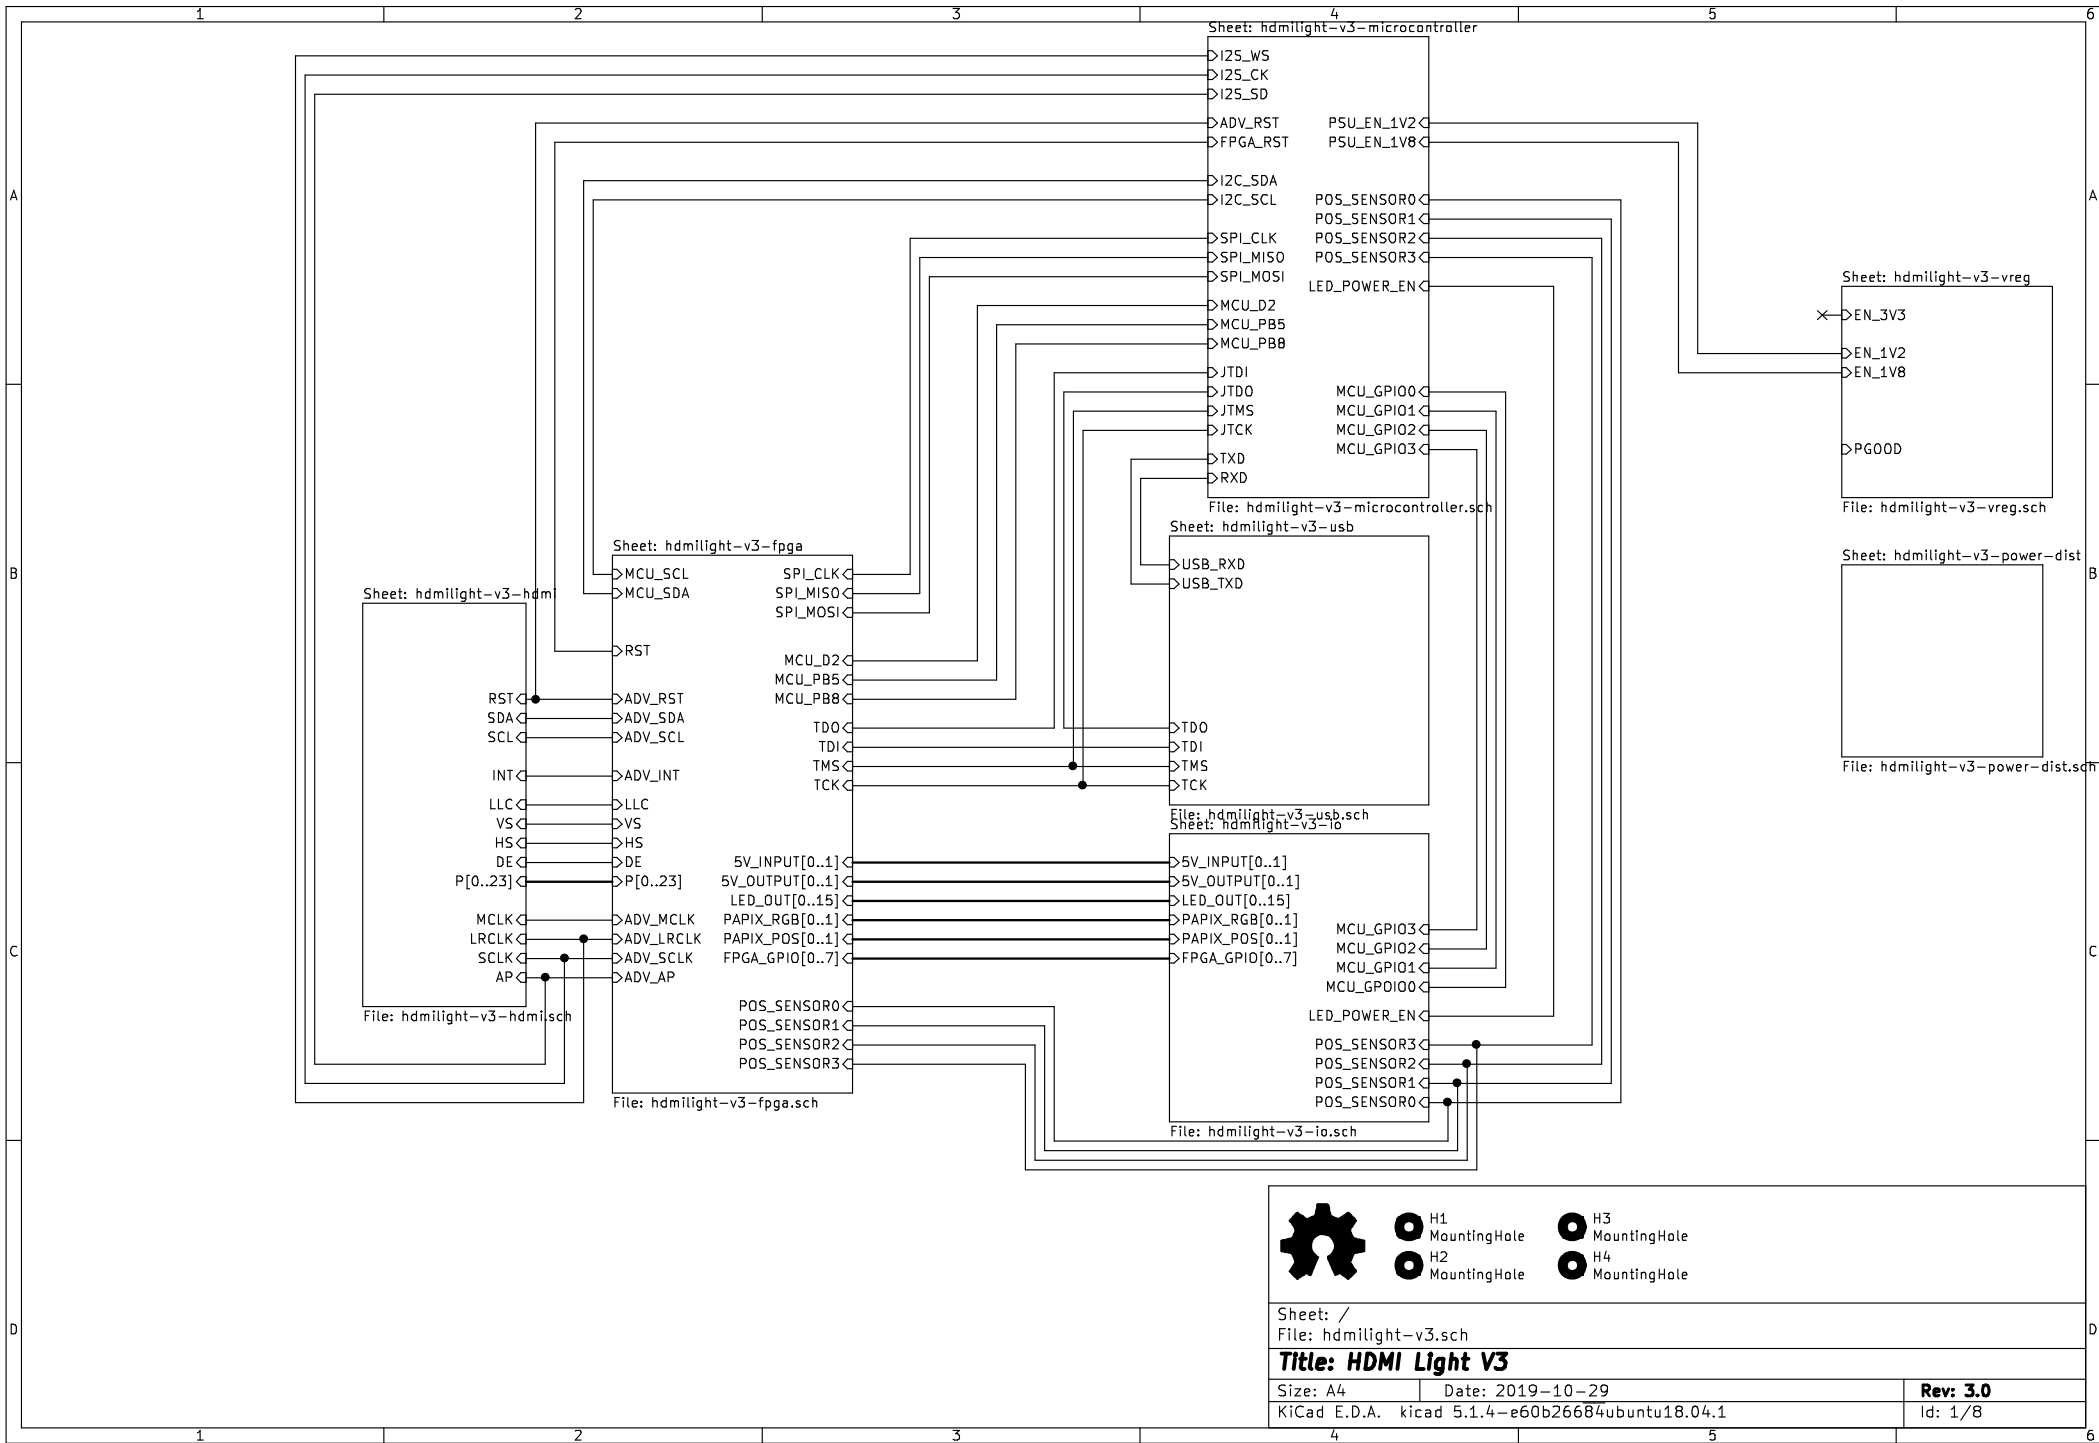 1 2 3 4 5 6
Sheet: hdmilight-v3-microcontroller
I2S_WS
I2S_CK
I2S_SD
ADV_RST PSU_EN_1V2
FPGA_RST PSU_EN_1V8
A I2C_SDA A
I2C_SCL POS_SENSOR0
POS_SENSOR1
SPI_CLK POS_SENSOR2
SPI_MISO POS_SENSOR3
SPI_MOSI
LED_POWER_EN
MCU_D2
MCU_PB5
MCU_PB8
JTDI
JTDO MCU_GPIO0
JTMS MCU_GPIO1
JTCK MCU_GPIO2
MCU_GPIO3
TXD
RXD
File: hdmilight-v3-microcontroller.sch
Sheet: hdmilight-v3-vreg
EN_3V3
EN_1V2
EN_1V8
PGOOD
File: hdmilight-v3-vreg.sch
Sheet: hdmilight-v3-usb
USB_RXD
USB_TXD
TDO
TDI
TMS
TCK
File: hdmilight-v3-usb.sch
Sheet: hdmilight-v3-power-dist
File: hdmilight-v3-power-dist.sch
B B
Sheet: hdmilight-v3-hdmi
RST
SDA
SCL
INT
LLC
VS
HS
DE
P[0..23]
MCLK
LRCLK
SCLK
AP
File: hdmilight-v3-hdmi.sch
Sheet: hdmilight-v3-fpga
MCU_SCL SPI_CLK
MCU_SDA SPI_MISO
SPI_MOSI
RST
MCU_D2
MCU_PB5
ADV_RST MCU_PB8
ADV_SDA
TDO
ADV_SCL
TDI
TMS
ADV_INT
TCK
LLC
VS
HS
DE 5V_INPUT[0..1]
P[0..23] 5V_OUTPUT[0..1]
LED_OUT[0..15]
ADV_MCLK PAPIX_RGB[0..1]
ADV_LRCLK PAPIX_POS[0..1]
ADV_SCLK FPGA_GPIO[0..7]
ADV_AP
POS_SENSOR0
POS_SENSOR1
POS_SENSOR2
POS_SENSOR3
File: hdmilight-v3-fpga.sch
Sheet: hdmilight-v3-io
5V_INPUT[0..1]
5V_OUTPUT[0..1]
LED_OUT[0..15]
PAPIX_RGB[0..1]
MCU_GPIO3
PAPIX_POS[0..1]
MCU_GPIO2
FPGA_GPIO[0..7]
MCU_GPIO1
MCU_GPOIO0
LED_POWER_EN
POS_SENSOR3
POS_SENSOR2
POS_SENSOR1
POS_SENSOR0
File: hdmilight-v3-io.sch
C C
H1
MountingHole
H3
MountingHole
H2
MountingHole
H4
MountingHole
Sheet: /
File: hdmilight-v3.sch
D D
Title: HDMI Light V3
Size: A4 Date: 2019-10-29 Rev: 3.0
KiCad E.D.A. kicad 5.1.4-e60b26684ubuntu18.04.1 Id: 1/8
1 2 3 4 5 6